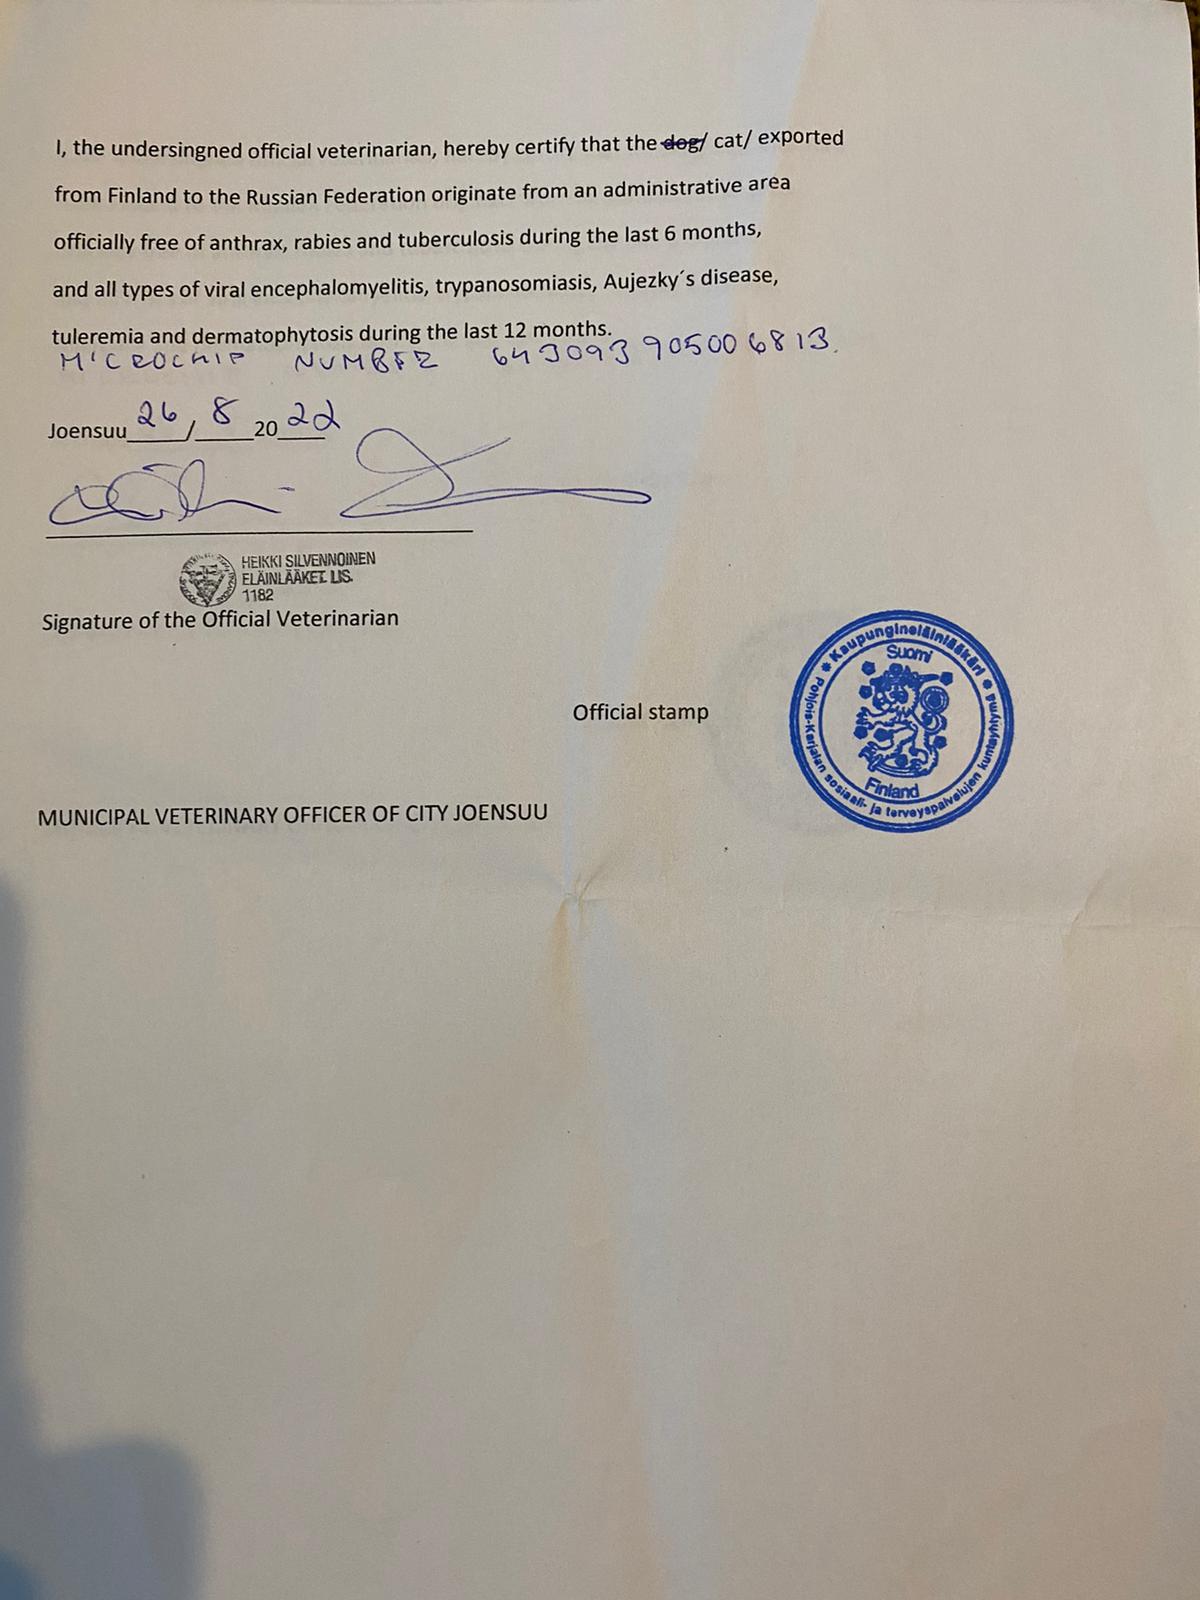 I, the undersingned official veterinarian, hereby certify that the dog/ cat/ exported
from Finland to the Russian Federation originate from an administrative area
officially free of anthrax, rabies and tuberculosis during the last 6 months,
and all types of viral encephalomyelitis, trypanosomiasis, Aujezky´s disease,
tuleremia and dermatophytosis during the last 12 months.
MICROCHIP NUMBER 643093905006813.
Joensuu 26/8 2022
HEIKKI SILVENNOINEN
ELÄINLÄÄKET. LIS.
1182
Signature of the Official Veterinarian
Kaupungineläinlääkäri
Suomi
Official stamp
Finland
Pohjois-Karjalan sosiaali- ja terveyspalvelujen kuntayhtymä
MUNICIPAL VETERINARY OFFICER OF CITY JOENSUU